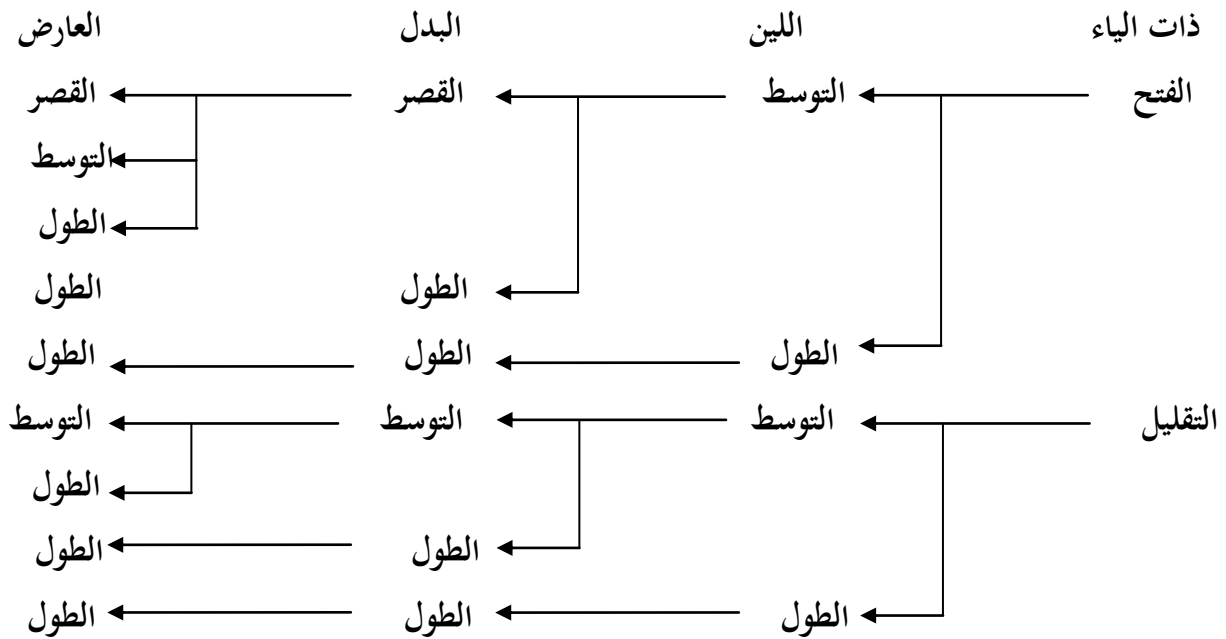 ذات الياء اللين البدل العارض
الفتح التوسط القصر القصر
التوسط
الطول
الطول الطول
الطول الطول الطول
التقليل التوسط التوسط التوسط
الطول
الطول الطول
الطول الطول الطول